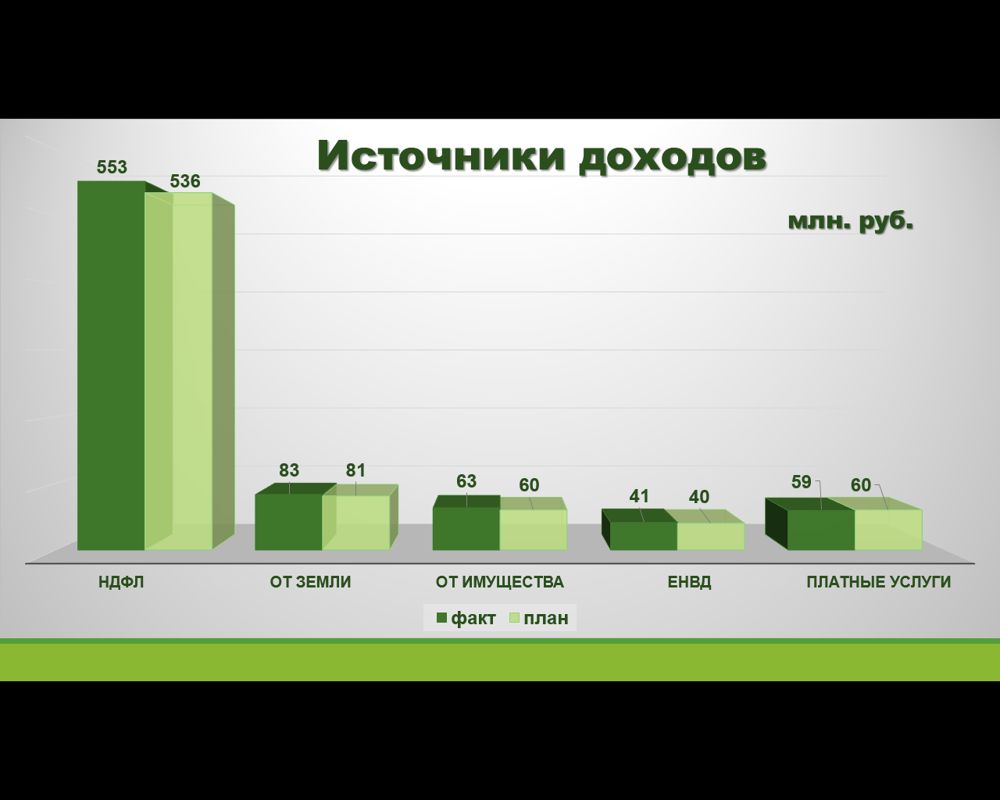 Источники доходов
млн. руб.
553
536
83
81
63
60
41
40
59
60
НДФЛ
ОТ ЗЕМЛИ
ОТ ИМУЩЕСТВА
ЕНВД
ПЛАТНЫЕ УСЛУГИ
факт
план